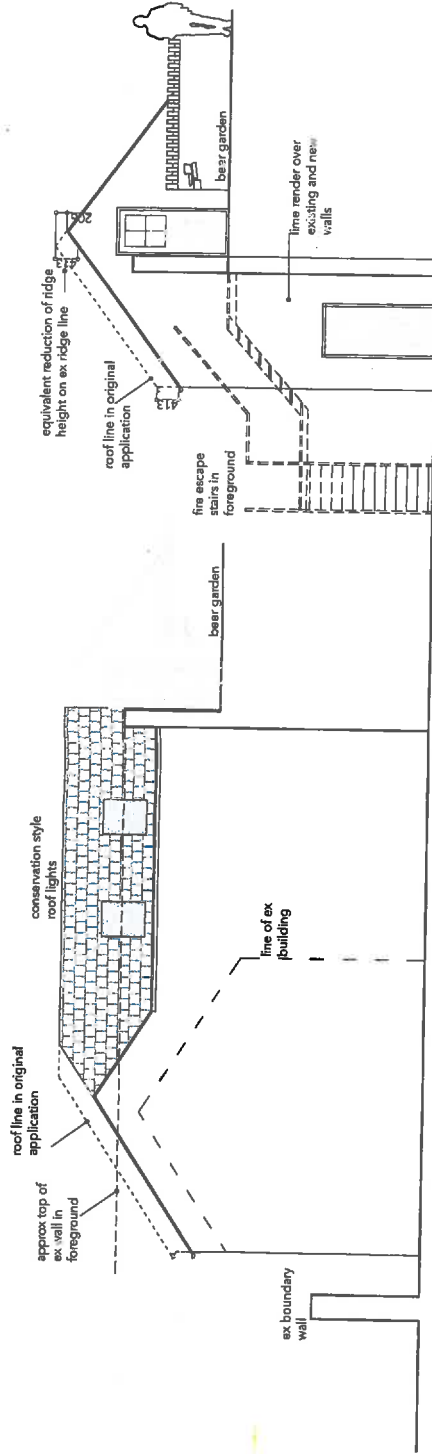 roof line in original
application
approx top of
ex wall in
foreground
ex boundary
wall
conservation style
roof lights
line of ex
building
beer garden
equivalent reduction of ridge
height on ex ridge line
roof line in original
application
413
fire escape
stairs in
foreground
beer garden
lime render over
existing and new
walls